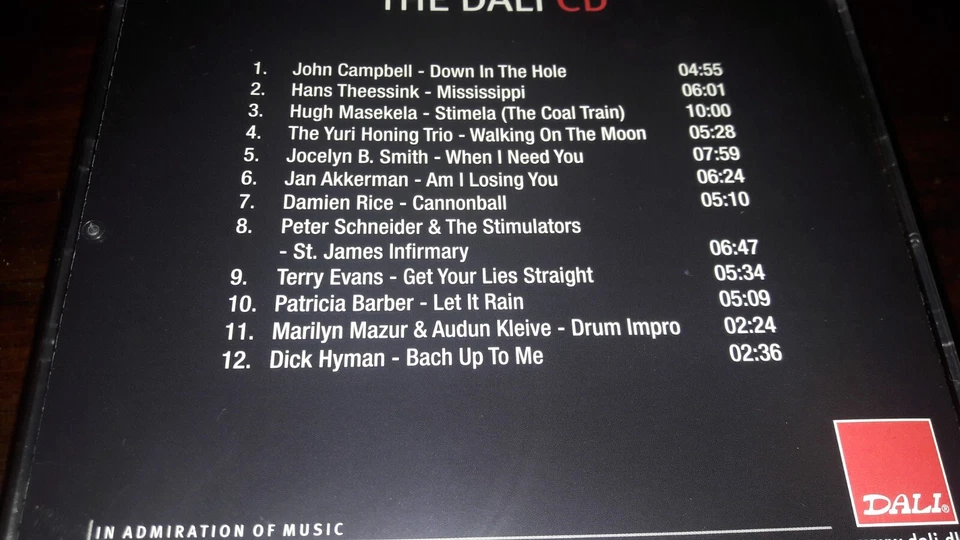 THE DALI CD
1. John Campbell - Down In The Hole 04:55
2. Hans Theessink - Mississippi 06:01
3. Hugh Masekela - Stimela (The Coal Train) 10:00
4. The Yuri Honing Trio - Walking On The Moon 05:28
5. Jocelyn B. Smith - When I Need You 07:59
6. Jan Akkerman - Am I Losing You 06:24
7. Damien Rice - Cannonball 05:10
8. Peter Schneider & The Stimulators
- St. James Infirmary 06:47
9. Terry Evans - Get Your Lies Straight 05:34
10. Patricia Barber - Let It Rain 05:09
11. Marilyn Mazur & Audun Kleive - Drum Impro 02:24
12. Dick Hyman - Bach Up To Me 02:36
DALI®
IN ADMIRATION OF MUSIC